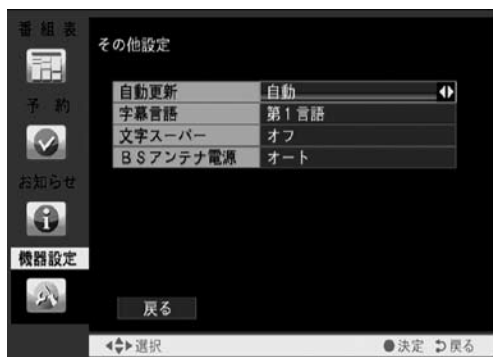 番組表
予約
お知らせ
機器設定
その他設定
自動更新 自動
字幕言語 第1言語
文字スーパー オフ
BSアンテナ電源 オート
戻る
選択 決定 戻る